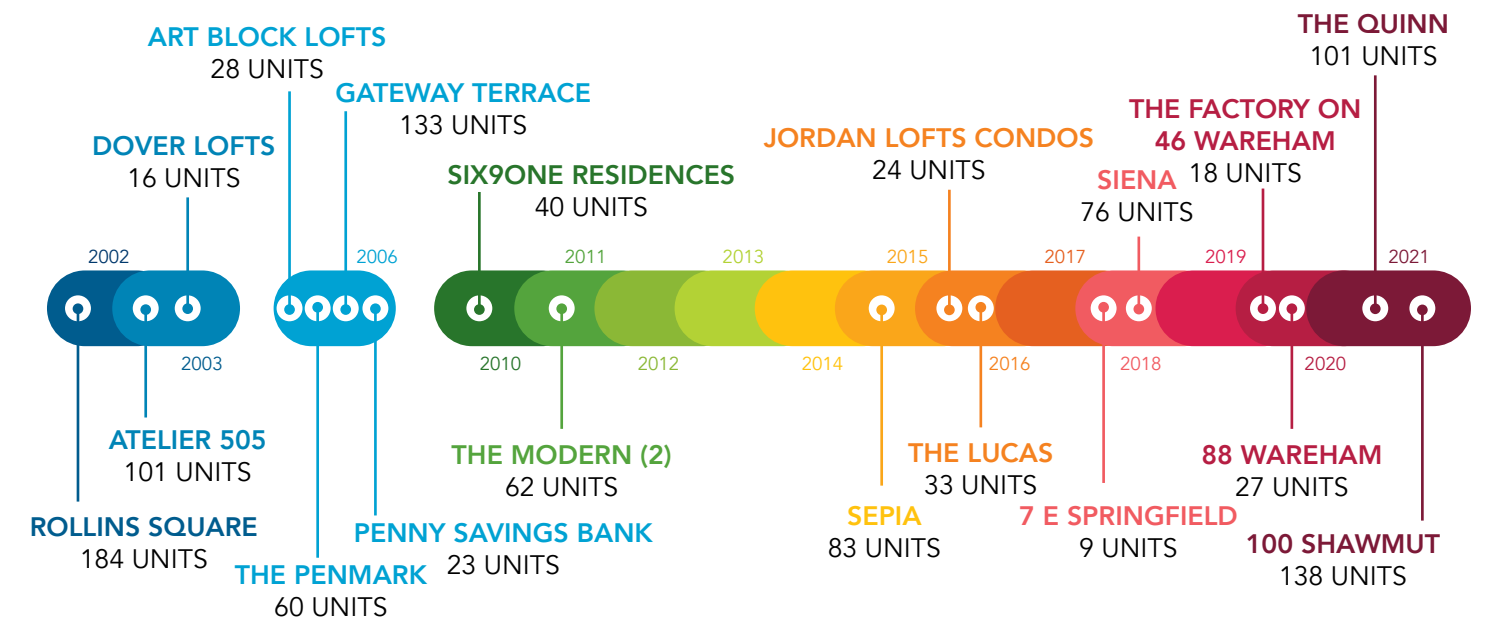 THE QUINN
101 UNITS
ART BLOCK LOFTS
28 UNITS
GATEWAY TERRACE
133 UNITS
THE FACTORY ON
46 WAREHAM
18 UNITS
DOVER LOFTS
16 UNITS
JORDAN LOFTS CONDOS
24 UNITS
SIX9ONE RESIDENCES
40 UNITS
SIENA
76 UNITS
2002
2006
2011
2013
2015
2017
2019
2021
2003
2010
2012
2014
2016
2018
2020
ATELIER 505
101 UNITS
THE MODERN (2)
62 UNITS
THE LUCAS
33 UNITS
88 WAREHAM
27 UNITS
ROLLINS SQUARE
184 UNITS
PENNY SAVINGS BANK
23 UNITS
SEPIA
83 UNITS
7 E SPRINGFIELD
9 UNITS
100 SHAWMUT
138 UNITS
THE PENMARK
60 UNITS